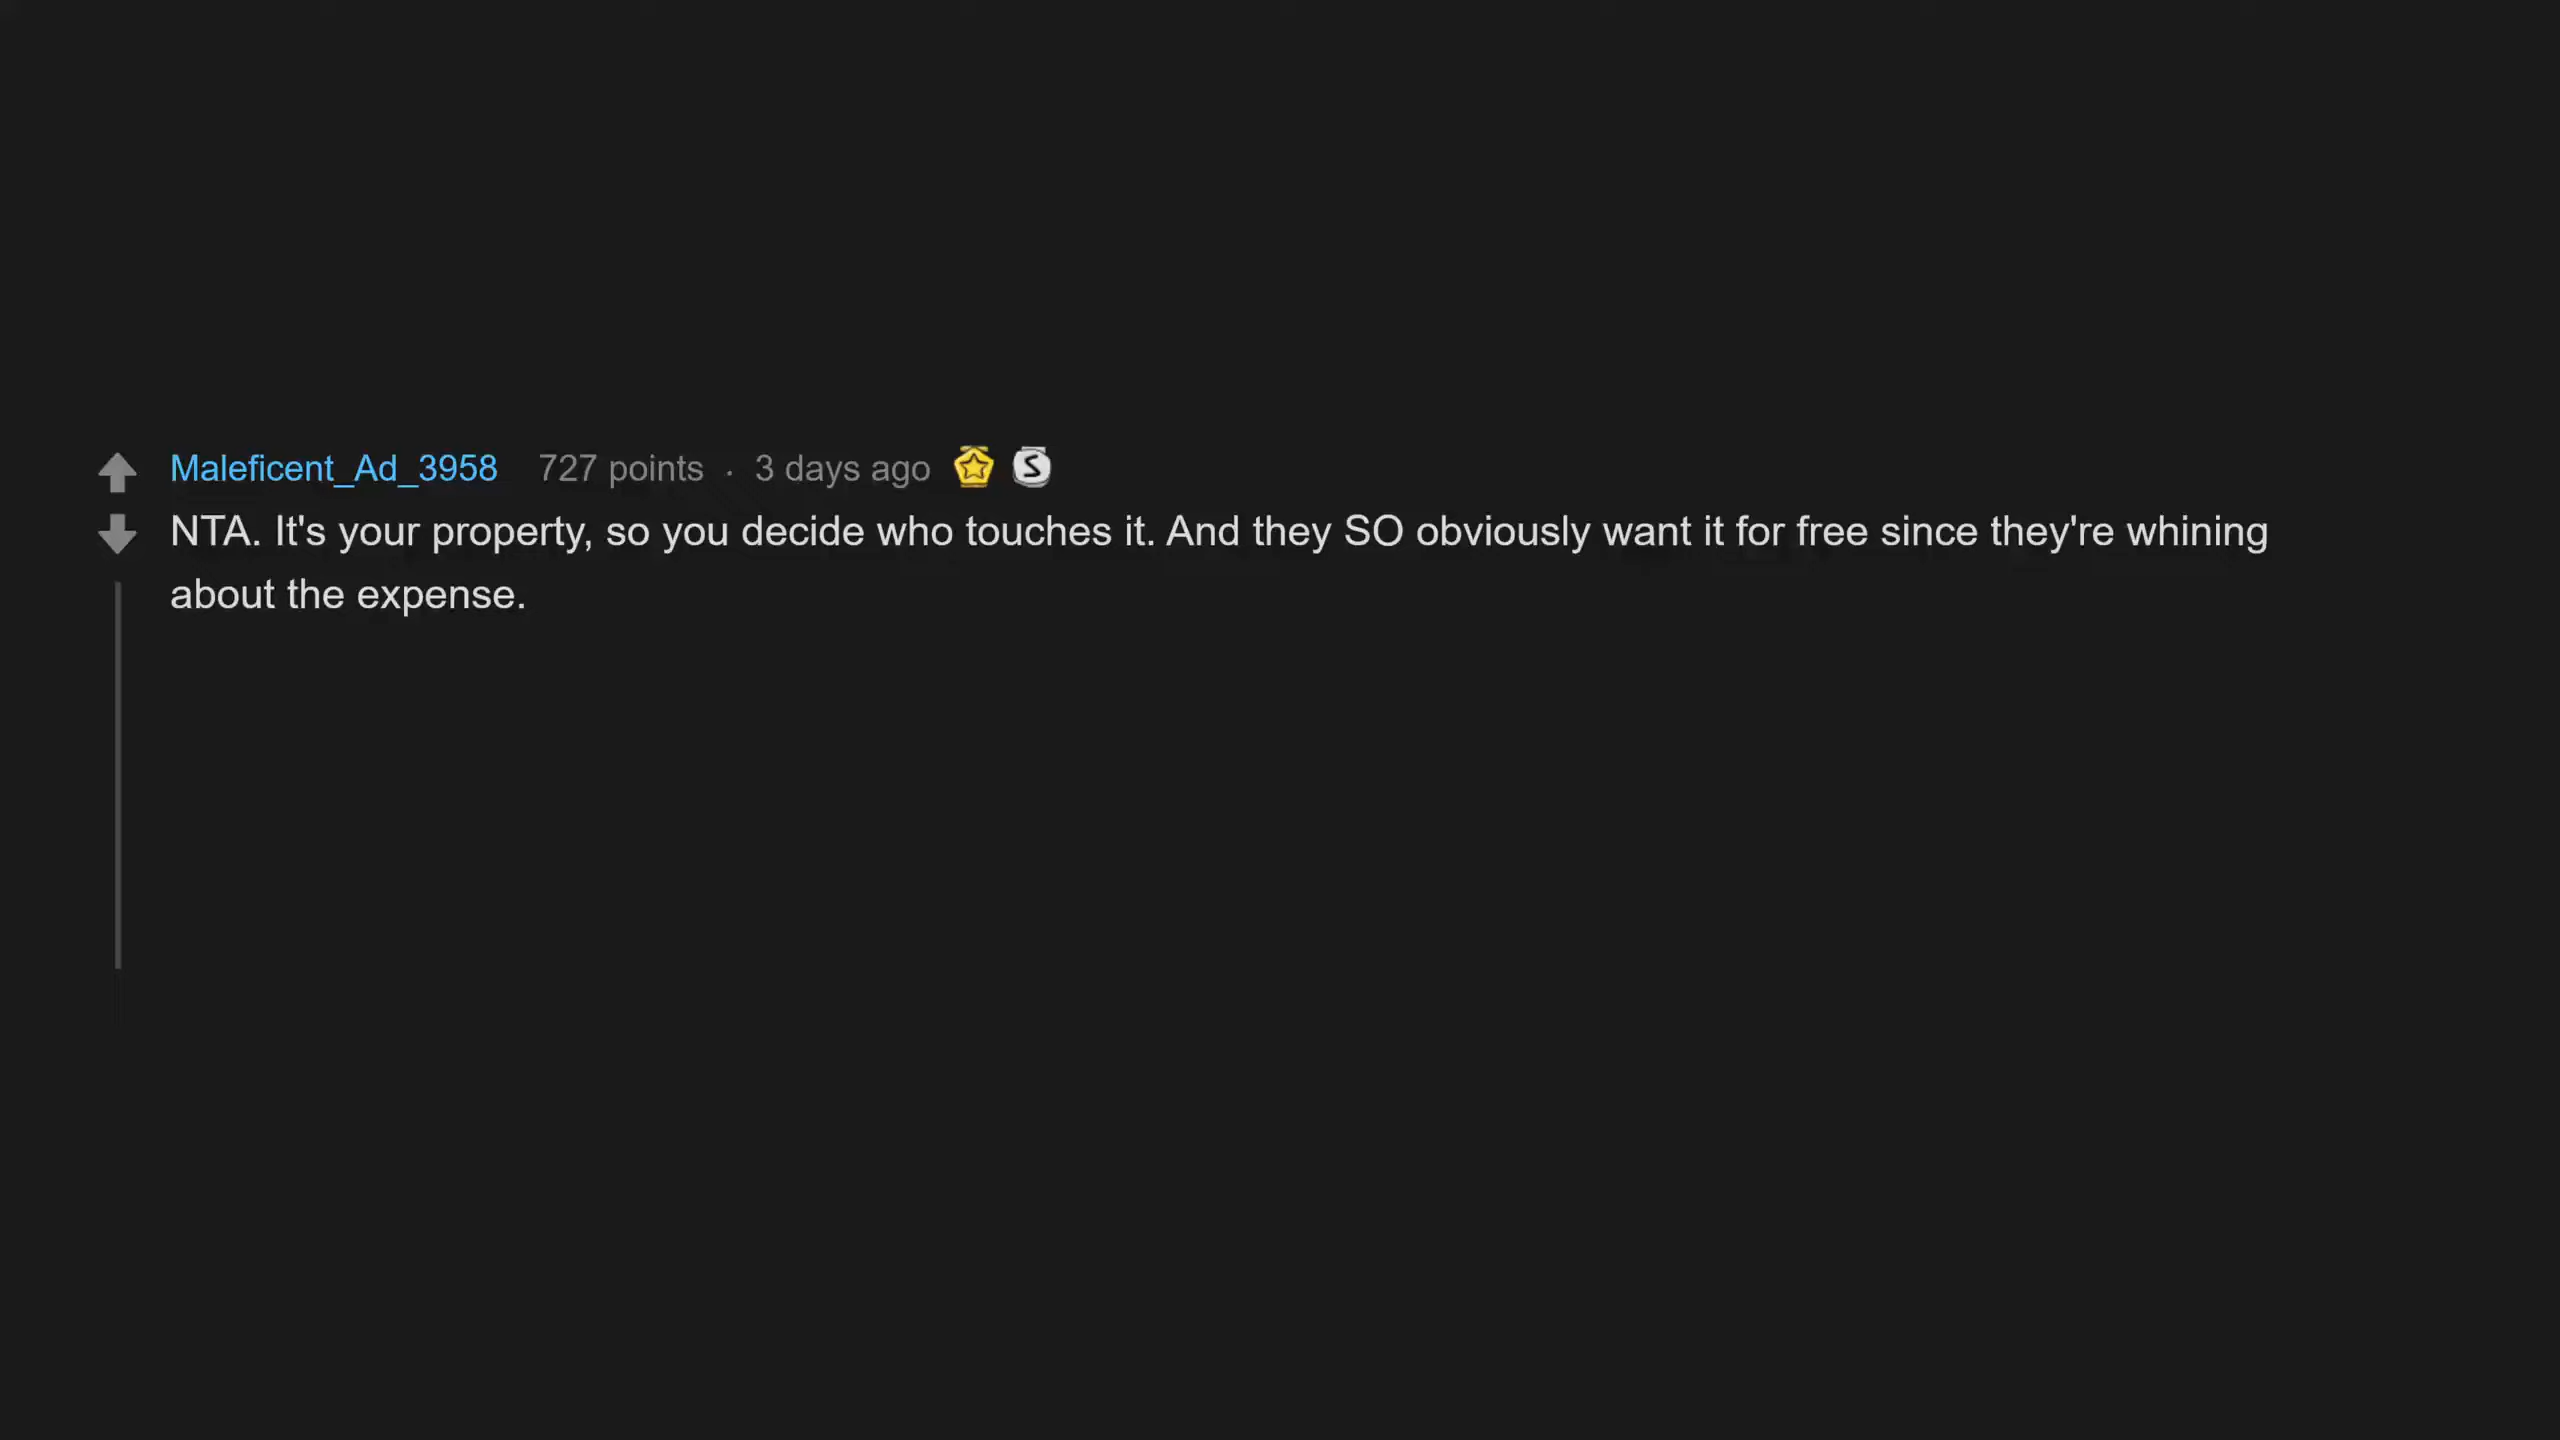 Maleficent_Ad_3958 727 points · 3 days ago S
NTA. It's your property, so you decide who touches it. And they SO obviously want it for free since they're whining
about the expense.